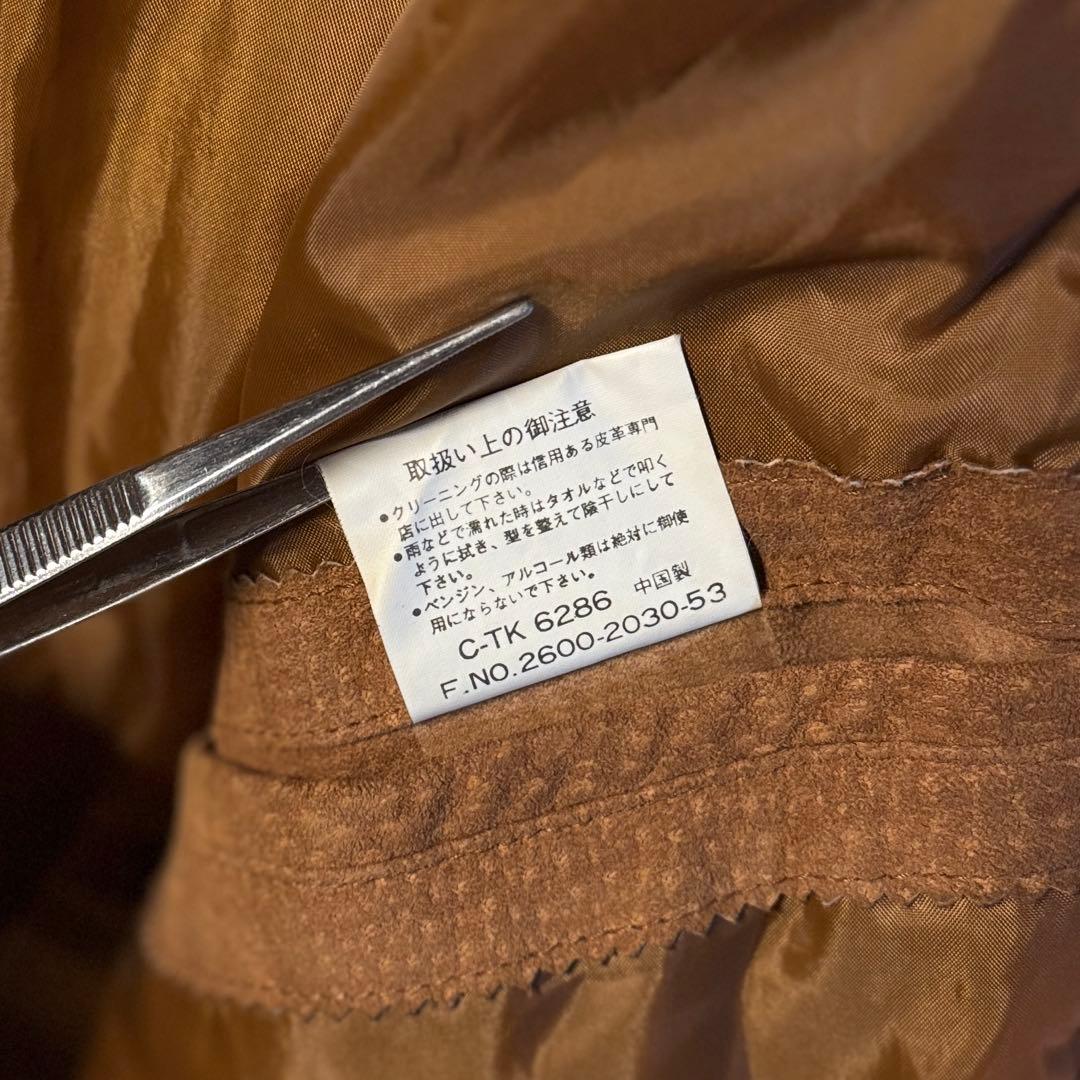 取扱い上の御注意
●クリーニングの際は信用ある皮革専門
店に出して下さい。
●雨などで濡れた時はタオルなどで叩く
ように拭き、型を整えて陰干しにして
下さい。
●ベンジン、アルコール類は絶対に御使
用にならないで下さい。
C-TK 6286 中国製
F.NO.2600-2030-53